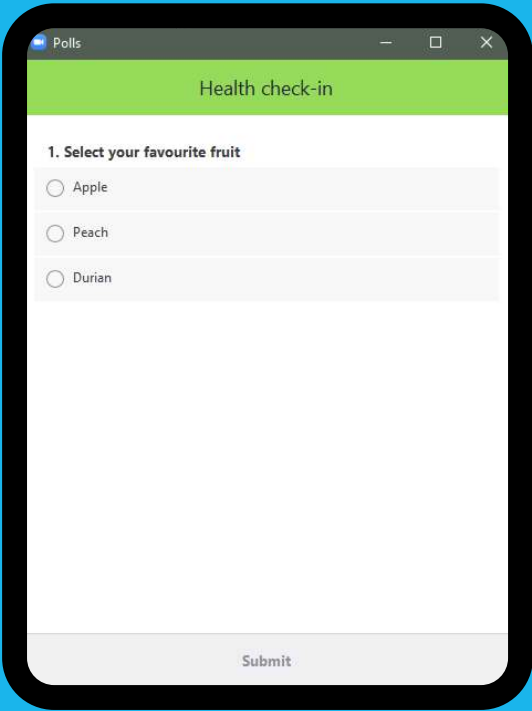 Polls
Health check-in
1. Select your favourite fruit
Apple
Peach
Durian
Submit